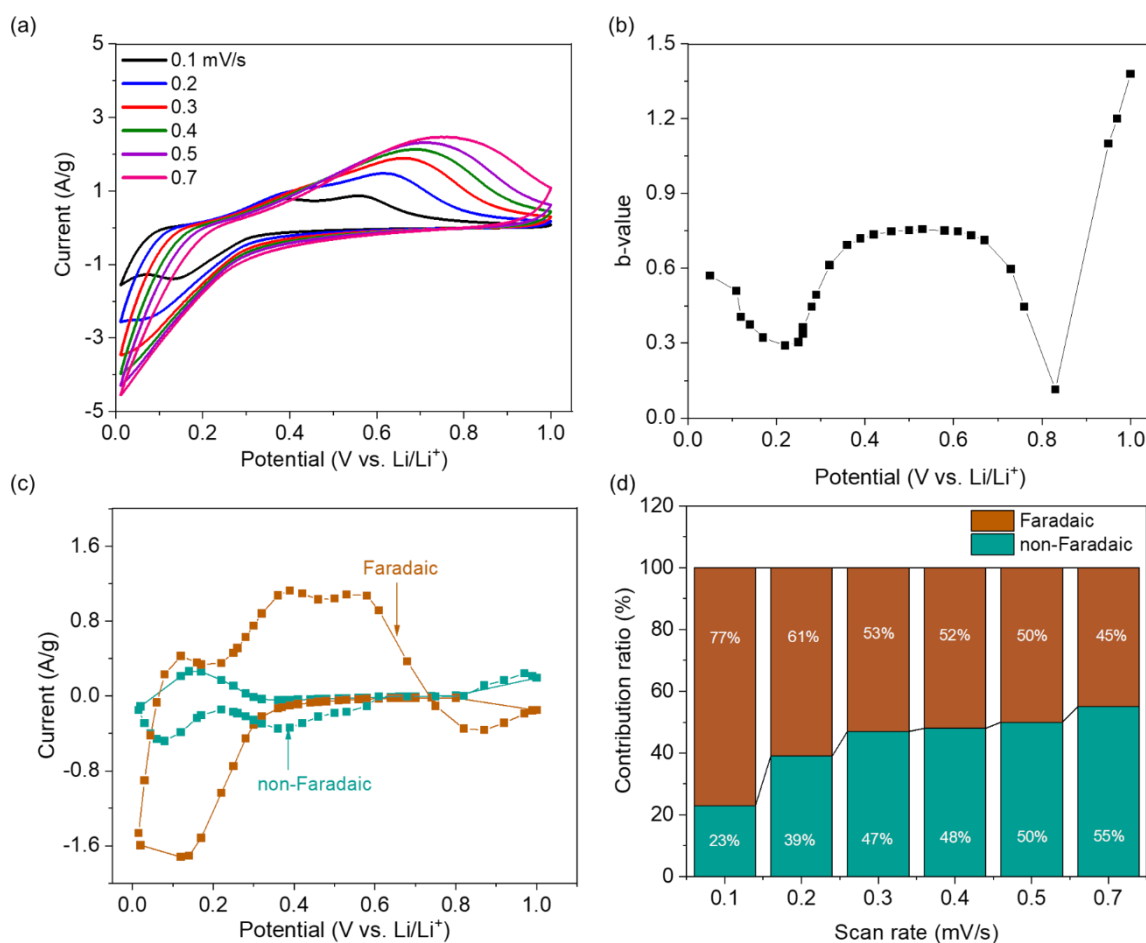 (a)
5
2.5
0
-1
-3
-5
Current (A/g)
0.1 mV/s
0.2
0.3
0.4
0.5
0.7
0.0 0.2 0.4 0.6 0.8 1.0
Potential (V vs. Li/Li⁺)
(b)
1.5
1.2
0.9
0.6
0.3
0.0
b-value
0.0 0.2 0.4 0.6 0.8 1.0
Potential (V vs. Li/Li⁺)
(c)
1.6
0.8
0.0
-0.8
-1.6
Current (A/g)
Faradaic
non-Faradaic
0.0 0.2 0.4 0.6 0.8 1.0
Potential (V vs. Li/Li⁺)
(d)
120
100
80
60
40
20
0
Contribution ratio (%)
Faradaic
non-Faradaic
77% 61% 53% 52% 50% 45%
23% 39% 47% 48% 50% 55%
0.1 0.2 0.3 0.4 0.5 0.7
Scan rate (mV/s)